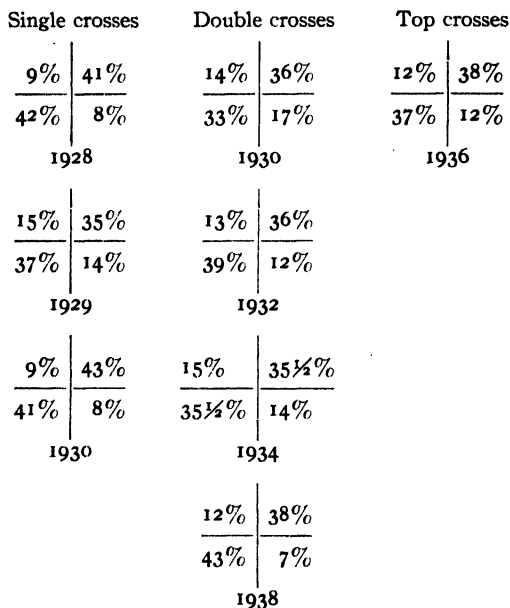 Single crosses Double crosses Top crosses
9% 41% 14% 36% 12% 38%
42% 8% 33% 17% 37% 12%
1928 1930 1936
15% 35% 13% 36%
37% 14% 39% 12%
1929 1932
9% 43% 15% 35½%
41% 8% 35½% 14%
1930 1934
12% 38%
43% 7%
1938